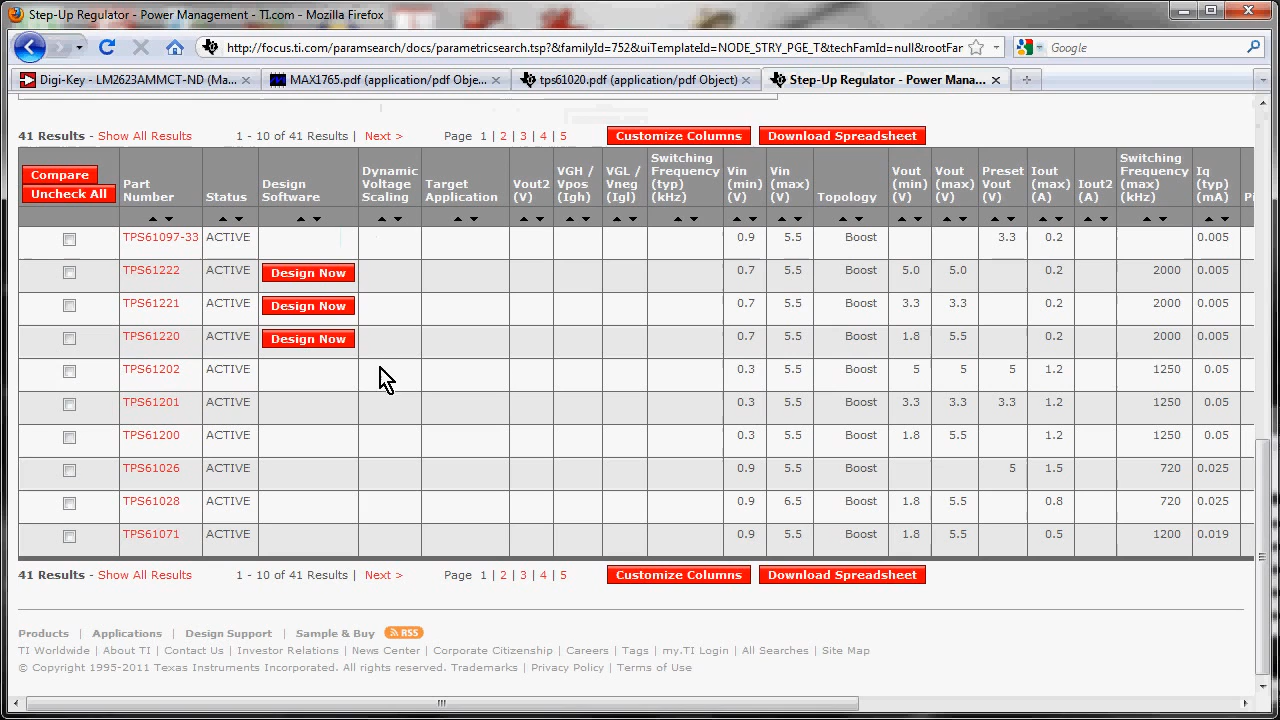 Step-Up Regulator - Power Management - TI.com - Mozilla Firefox
http://focus.ti.com/paramsearch/docs/parametricsearch.tsp?&familyId=752&uiTemplateId=NODE_STRY_PGE_T&techFamId=null&rootFar
Google
Digi-Key - LM2623AMMCT-ND (Ma...
MAX1765.pdf (application/pdf Obje...
tps61020.pdf (application/pdf Object)
Step-Up Regulator - Power Mana...
41 Results - Show All Results 1 - 10 of 41 Results | Next > Page 1 | 2 | 3 | 4 | 5 Customize Columns Download Spreadsheet
Compare
Uncheck All
Part Number
Status
Design Software
Dynamic Voltage Scaling
Target Application
Vout2 (V)
VGH / Vpos (Igh)
VGL / Vneg (Igl)
Switching Frequency (typ) (kHz)
Vin (min) (V)
Vin (max) (V)
Topology
Vout (min) (V)
Vout (max) (V)
Preset Vout (V)
Iout (max) (A)
Iout2 (A)
Switching Frequency (max) (kHz)
Iq (typ) (mA)
Pi
TPS61097-33 ACTIVE 0.9 5.5 Boost 3.3 0.2 0.005
TPS61222 ACTIVE Design Now 0.7 5.5 Boost 5.0 5.0 0.2 2000 0.005
TPS61221 ACTIVE Design Now 0.7 5.5 Boost 3.3 3.3 0.2 2000 0.005
TPS61220 ACTIVE Design Now 0.7 5.5 Boost 1.8 5.5 0.2 2000 0.005
TPS61202 ACTIVE 0.3 5.5 Boost 5 5 5 1.2 1250 0.05
TPS61201 ACTIVE 0.3 5.5 Boost 3.3 3.3 3.3 1.2 1250 0.05
TPS61200 ACTIVE 0.3 5.5 Boost 1.8 5.5 1.2 1250 0.05
TPS61026 ACTIVE 0.9 5.5 Boost 5 1.5 720 0.025
TPS61028 ACTIVE 0.9 6.5 Boost 1.8 5.5 0.8 720 0.025
TPS61071 ACTIVE 0.9 5.5 Boost 1.8 5.5 0.5 1200 0.019
41 Results - Show All Results 1 - 10 of 41 Results | Next > Page 1 | 2 | 3 | 4 | 5 Customize Columns Download Spreadsheet
Products | Applications | Design Support | Sample & Buy RSS
TI Worldwide | About TI | Contact Us | Investor Relations | News Center | Corporate Citizenship | Careers | Tags | my.TI Login | All Searches | Site Map
© Copyright 1995-2011 Texas Instruments Incorporated. All rights reserved. Trademarks | Privacy Policy | Terms of Use